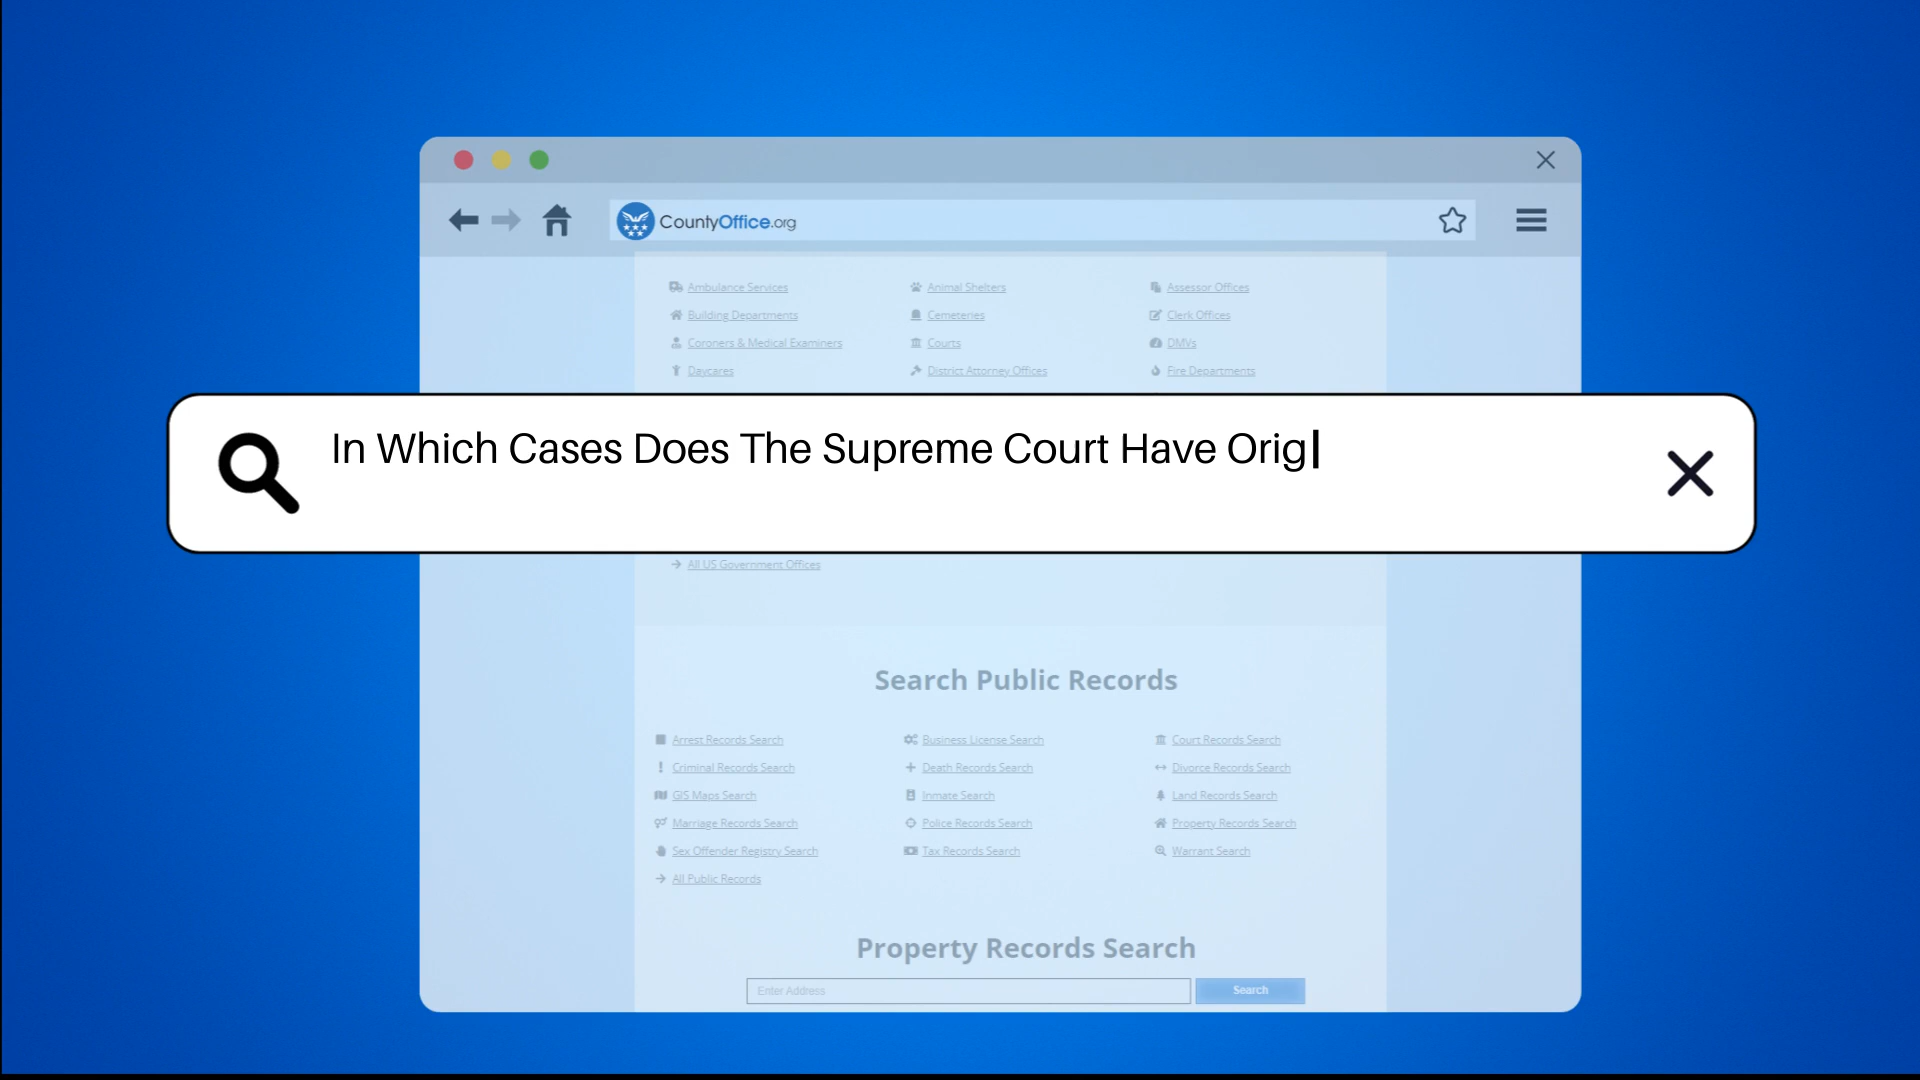 CountyOffice.org
Ambulance Services Animal Shelters Assessor Offices
Building Departments Cemeteries Clerk Offices
Coroners & Medical Examiners Courts DMVs
Daycares District Attorney Offices Fire Departments
In Which Cases Does The Supreme Court Have Orig
All US Government Offices
Search Public Records
Arrest Records Search Business License Search Court Records Search
Criminal Records Search Death Records Search Divorce Records Search
GIS Maps Search Inmate Search Land Records Search
Marriage Records Search Police Records Search Property Records Search
Sex Offender Registry Search Tax Records Search Warrant Search
All Public Records
Property Records Search
Enter Address Search